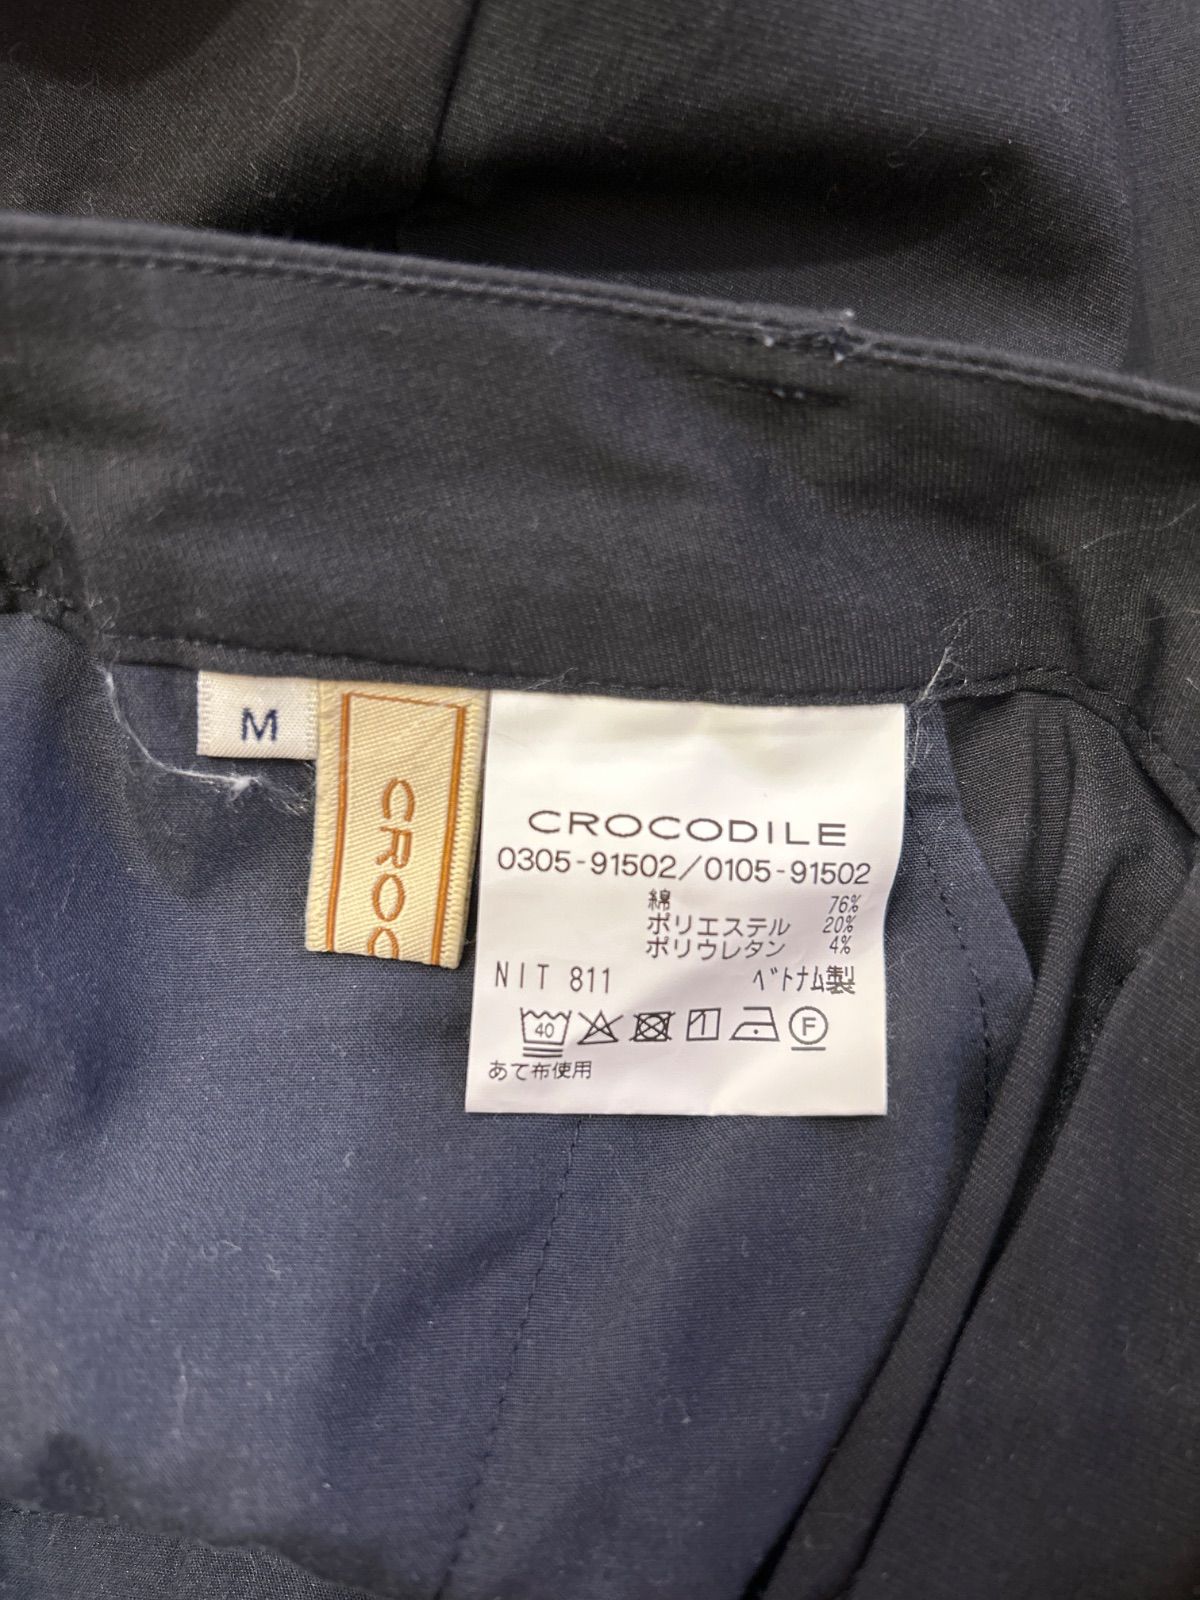 M
CROC
CROCODILE
0305-91502/0105-91502
綿 76%
ポリエステル 20%
ポリウレタン 4%
NIT 811 ベトナム製
40 F
あて布使用